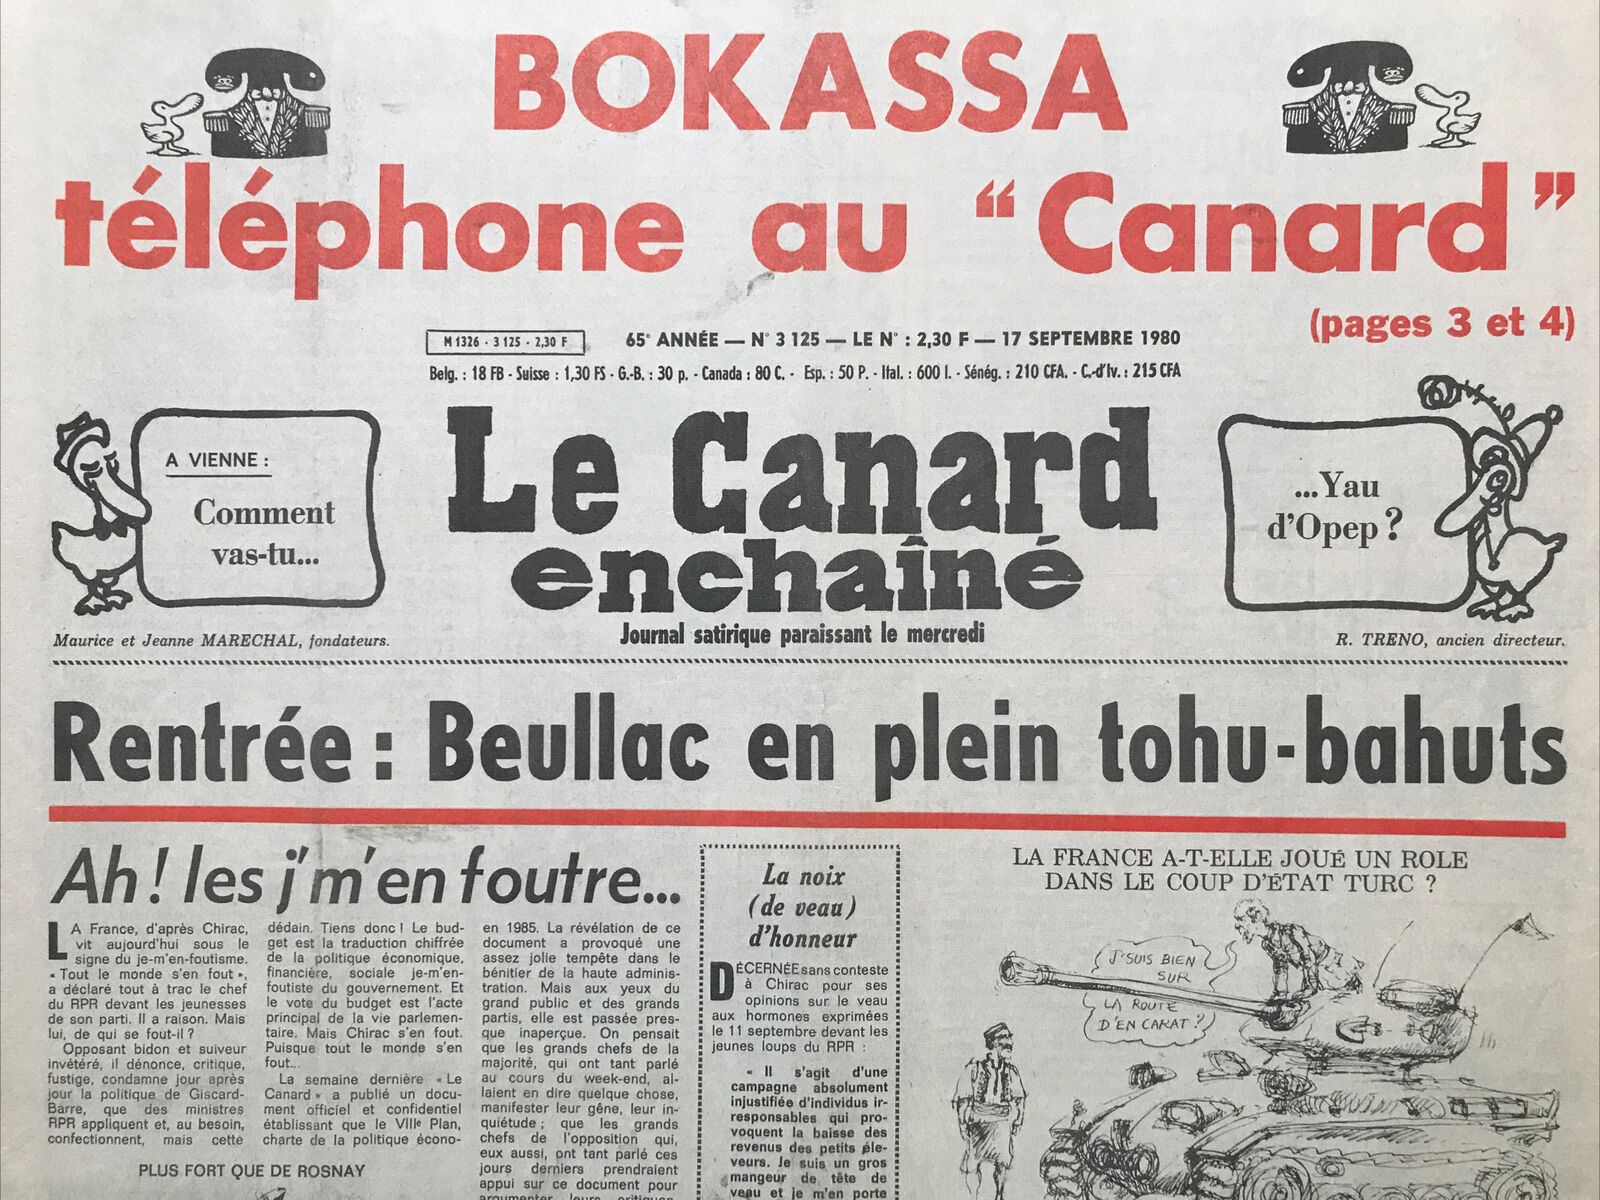 BOKASSA
téléphone au “Canard”
(pages 3 et 4)
M 1326 - 3 125 - 2,30 F
65e ANNÉE — N° 3 125 — LE N° : 2,30 F — 17 SEPTEMBRE 1980
Belg. : 18 FB - Suisse : 1,30 FS - G.-B. : 30 p. - Canada : 80 C. - Esp. : 50 P. - Ital. : 600 l. - Sénég. : 210 CFA. - C.-d'Iv. : 215 CFA
A VIENNE :
Comment
vas-tu...
Le Canard
enchaîné
Journal satirique paraissant le mercredi
...Yau
d'Opep ?
Maurice et Jeanne MARECHAL, fondateurs.
R. TRENO, ancien directeur.
Rentrée : Beullac en plein tohu-bahuts
Ah ! les j'm'en foutre...
LA France, d'après Chirac,
vit aujourd'hui sous le
signe du je-m'en-foutisme.
« Tout le monde s'en fout »,
a déclaré tout à trac le chef
du RPR devant les jeunesses
de son parti. Il a raison. Mais
lui, de qui se fout-il ?
Opposant bidon et suiveur
invétéré, il dénonce, critique,
fustige, condamne jour après
jour la politique de Giscard-
Barre, que des ministres
RPR appliquent et, au besoin,
confectionnent, mais cette
dédain. Tiens donc ! Le bud-
get est la traduction chiffrée
de la politique économique,
financière, sociale je-m'en-
foutiste du gouvernement. Et
le vote du budget est l'acte
principal de la vie parlemen-
taire. Mais Chirac s'en fout.
Puisque tout le monde s'en
fout...
La semaine dernière « Le
Canard » a publié un docu-
ment officiel et confidentiel
établissant que le VIIIe Plan,
charte de la politique écono-
PLUS FORT QUE DE ROSNAY
en 1985. La révélation de ce
document a provoqué une
assez jolie tempête dans le
bénitier de la haute adminis-
tration. Mais aux yeux du
grand public et des grands
partis, elle est passée pres-
que inaperçue. On pensait
que les grands chefs de la
majorité, qui ont tant parlé
au cours du week-end, al-
laient en dire quelque chose,
manifester leur gêne, leur in-
quiétude ; que les grands
chefs de l'opposition qui,
eux aussi, ont tant parlé ces
jours derniers prendraient
appui sur ce document pour
argumenter leurs critiques
La noix
(de veau)
d'honneur
DÉCERNÉE sans conteste
à Chirac pour ses
opinions sur le veau
aux hormones exprimées
le 11 septembre devant les
jeunes loups du RPR :
« Il s'agit d'une
campagne absolument
injustifiée d'individus ir-
responsables qui pro-
voquent la baisse des
revenus des petits éle-
veurs. Je suis un gros
mangeur de tête de
veau et je m'en porte
LA FRANCE A-T-ELLE JOUÉ UN ROLE
DANS LE COUP D'ÉTAT TURC ?
J'SUIS BIEN
SUR
LA ROUTE
D'EN CARAT ?